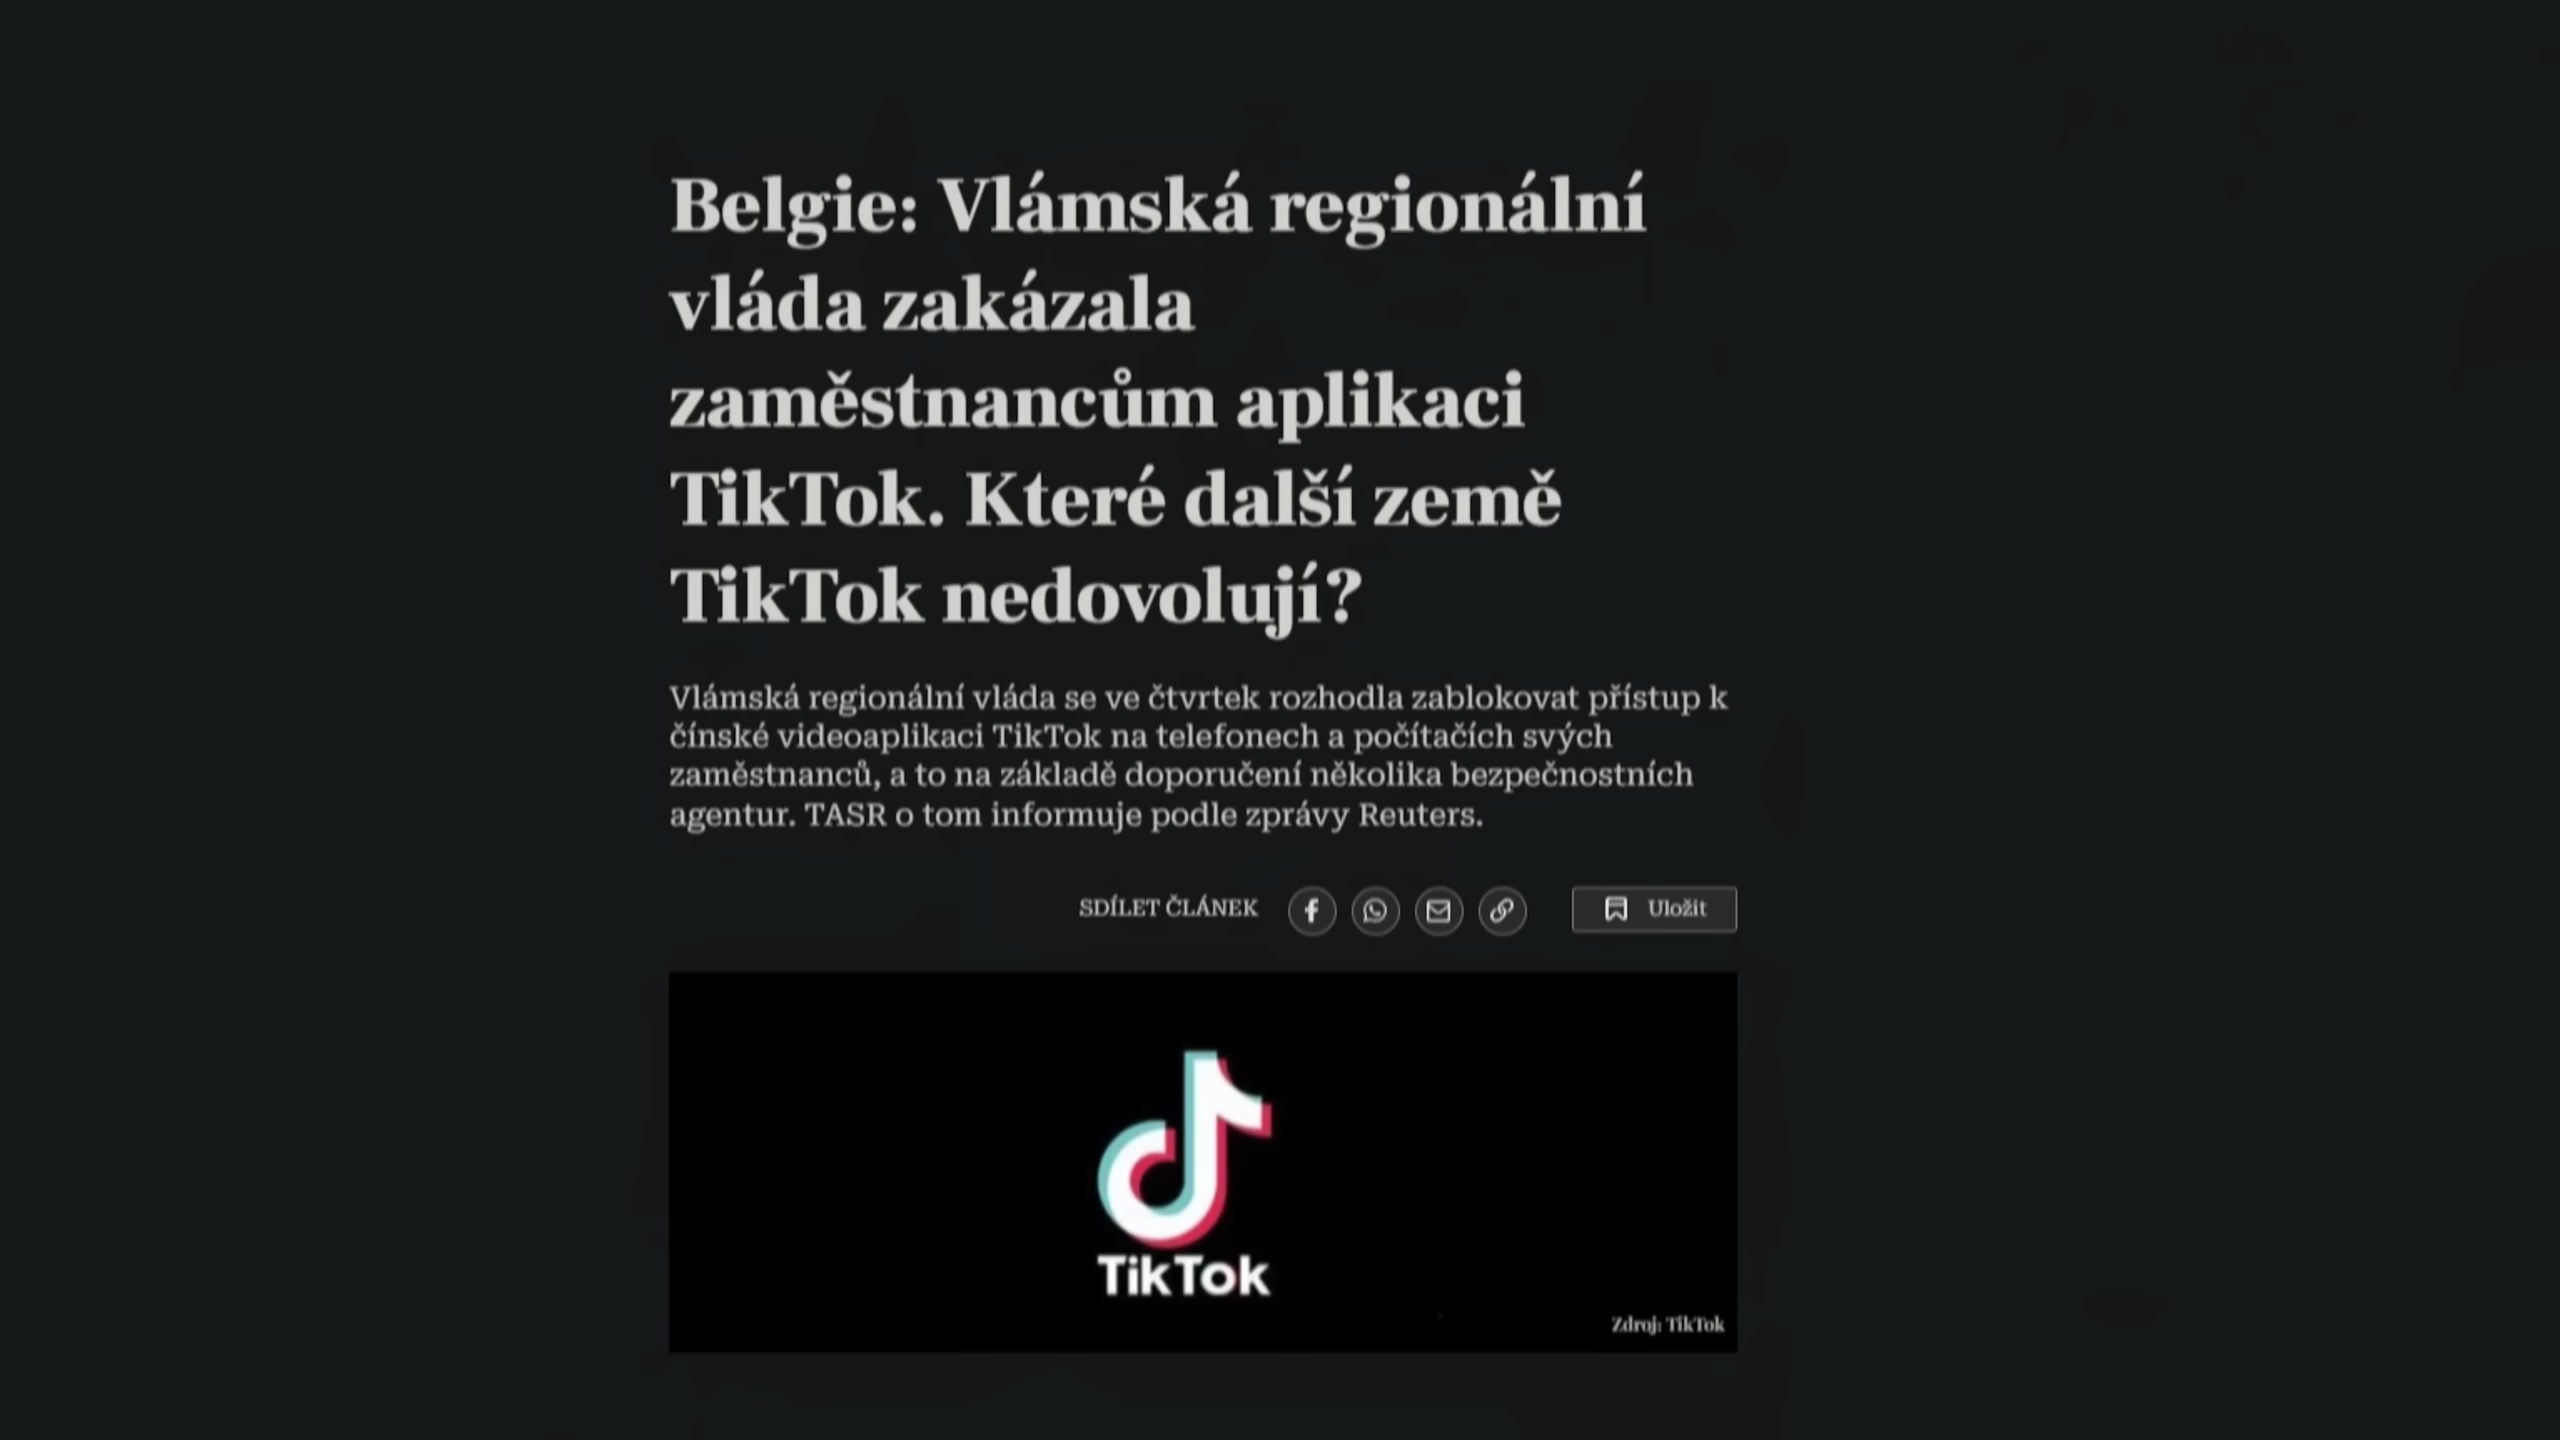 Belgie: Vlámská regionální
vláda zakázala
zaměstnancům aplikaci
TikTok. Které další země
TikTok nedovolují?
Vlámská regionální vláda se ve čtvrtek rozhodla zablokovat přístup k
čínské videoaplikaci TikTok na telefonech a počítačích svých
zaměstnanců, a to na základě doporučení několika bezpečnostních
agentur. TASR o tom informuje podle zprávy Reuters.
SDÍLET ČLÁNEK
Uložit
TikTok
Zdroj: TikTok